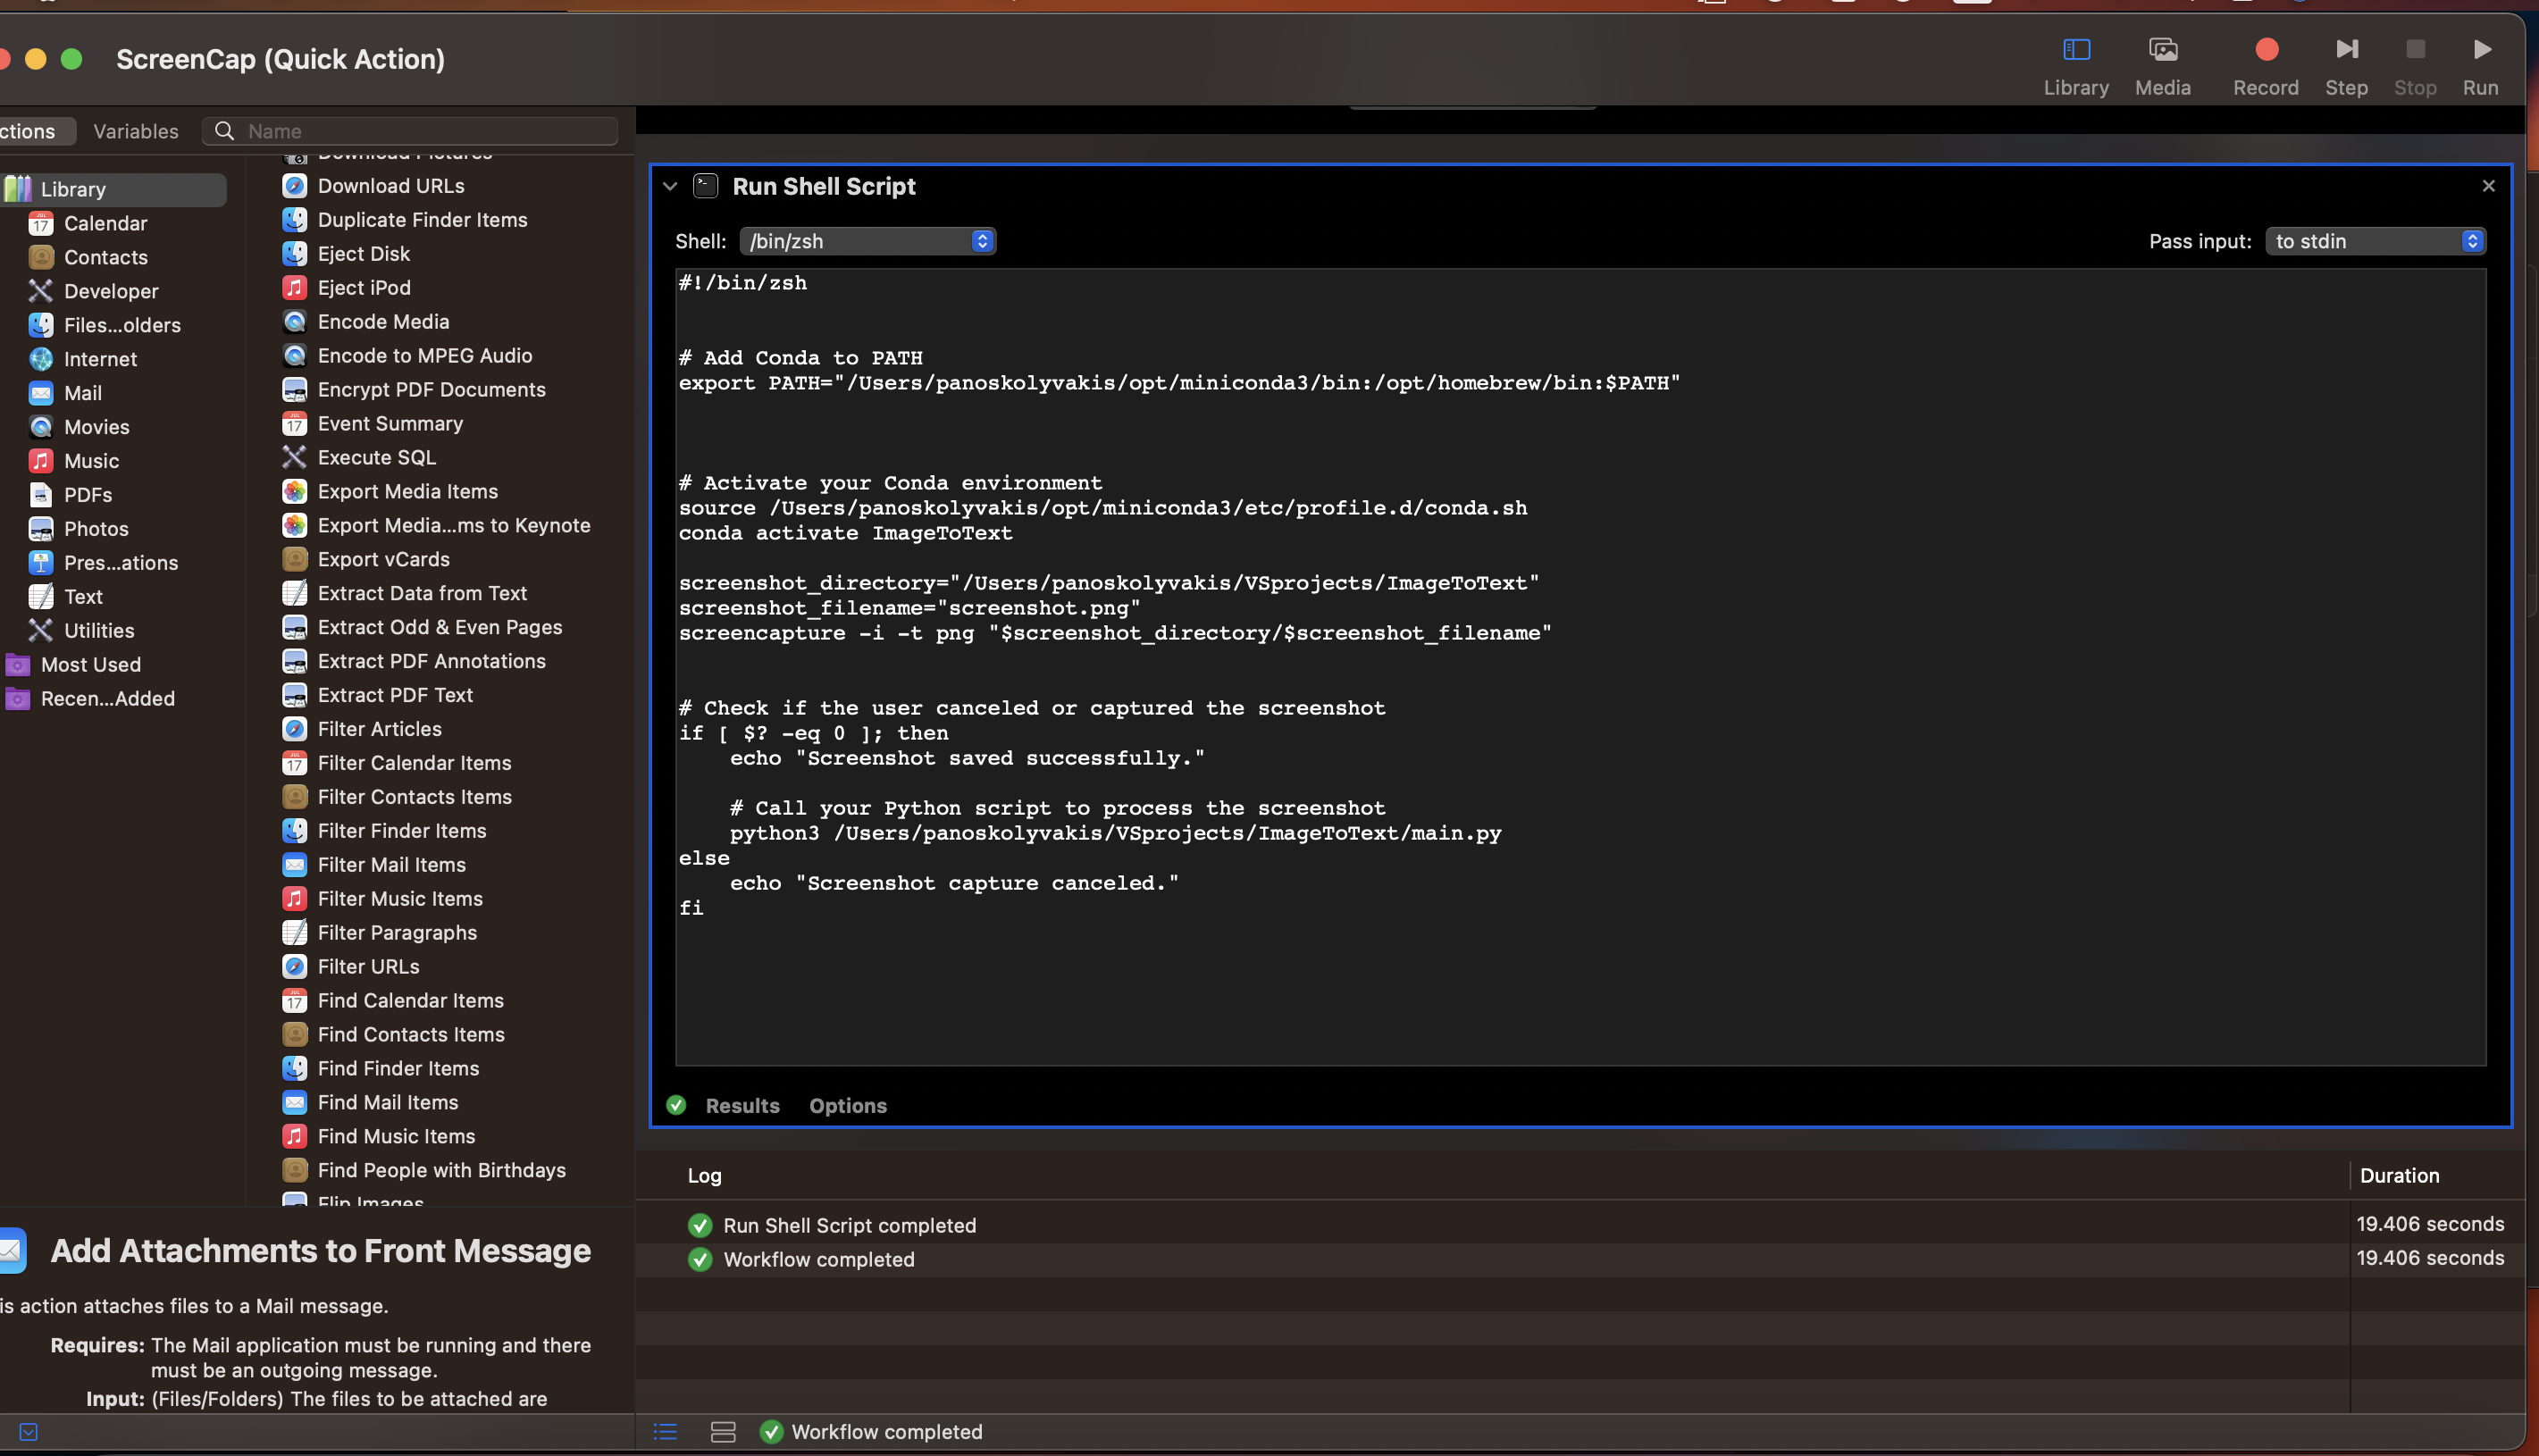 ScreenCap (Quick Action)
Library
Media
Record
Step
Stop
Run
ctions
Variables
Name
Library
Calendar
Contacts
Developer
Files...olders
Internet
Mail
Movies
Music
PDFs
Photos
Pres...ations
Text
Utilities
Most Used
Recen...Added
Download Pictures
Download URLs
Duplicate Finder Items
Eject Disk
Eject iPod
Encode Media
Encode to MPEG Audio
Encrypt PDF Documents
Event Summary
Execute SQL
Export Media Items
Export Media...ms to Keynote
Export vCards
Extract Data from Text
Extract Odd & Even Pages
Extract PDF Annotations
Extract PDF Text
Filter Articles
Filter Calendar Items
Filter Contacts Items
Filter Finder Items
Filter Mail Items
Filter Music Items
Filter Paragraphs
Filter URLs
Find Calendar Items
Find Contacts Items
Find Finder Items
Find Mail Items
Find Music Items
Find People with Birthdays
Flip Images
Add Attachments to Front Message
is action attaches files to a Mail message.
Requires: The Mail application must be running and there
must be an outgoing message.
Input: (Files/Folders) The files to be attached are
Run Shell Script
Shell: /bin/zsh
Pass input: to stdin
#!/bin/zsh
# Add Conda to PATH
export PATH="/Users/panoskolyvakis/opt/miniconda3/bin:/opt/homebrew/bin:$PATH"
# Activate your Conda environment
source /Users/panoskolyvakis/opt/miniconda3/etc/profile.d/conda.sh
conda activate ImageToText
screenshot_directory="/Users/panoskolyvakis/VSprojects/ImageToText"
screenshot_filename="screenshot.png"
screencapture -i -t png "$screenshot_directory/$screenshot_filename"
# Check if the user canceled or captured the screenshot
if [ $? -eq 0 ]; then
    echo "Screenshot saved successfully."
    # Call your Python script to process the screenshot
    python3 /Users/panoskolyvakis/VSprojects/ImageToText/main.py
else
    echo "Screenshot capture canceled."
fi
Results
Options
Log
Duration
Run Shell Script completed
19.406 seconds
Workflow completed
19.406 seconds
Workflow completed